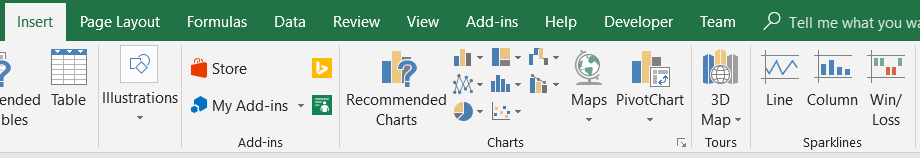 Insert Page Layout Formulas Data Review View Add-ins Help Developer Team Tell me what you wa
Store
ended Table Illustrations My Add-ins Recommended Maps PivotChart 3D Line Column Win/
bles Charts Map Loss
Add-ins Charts Tours Sparklines